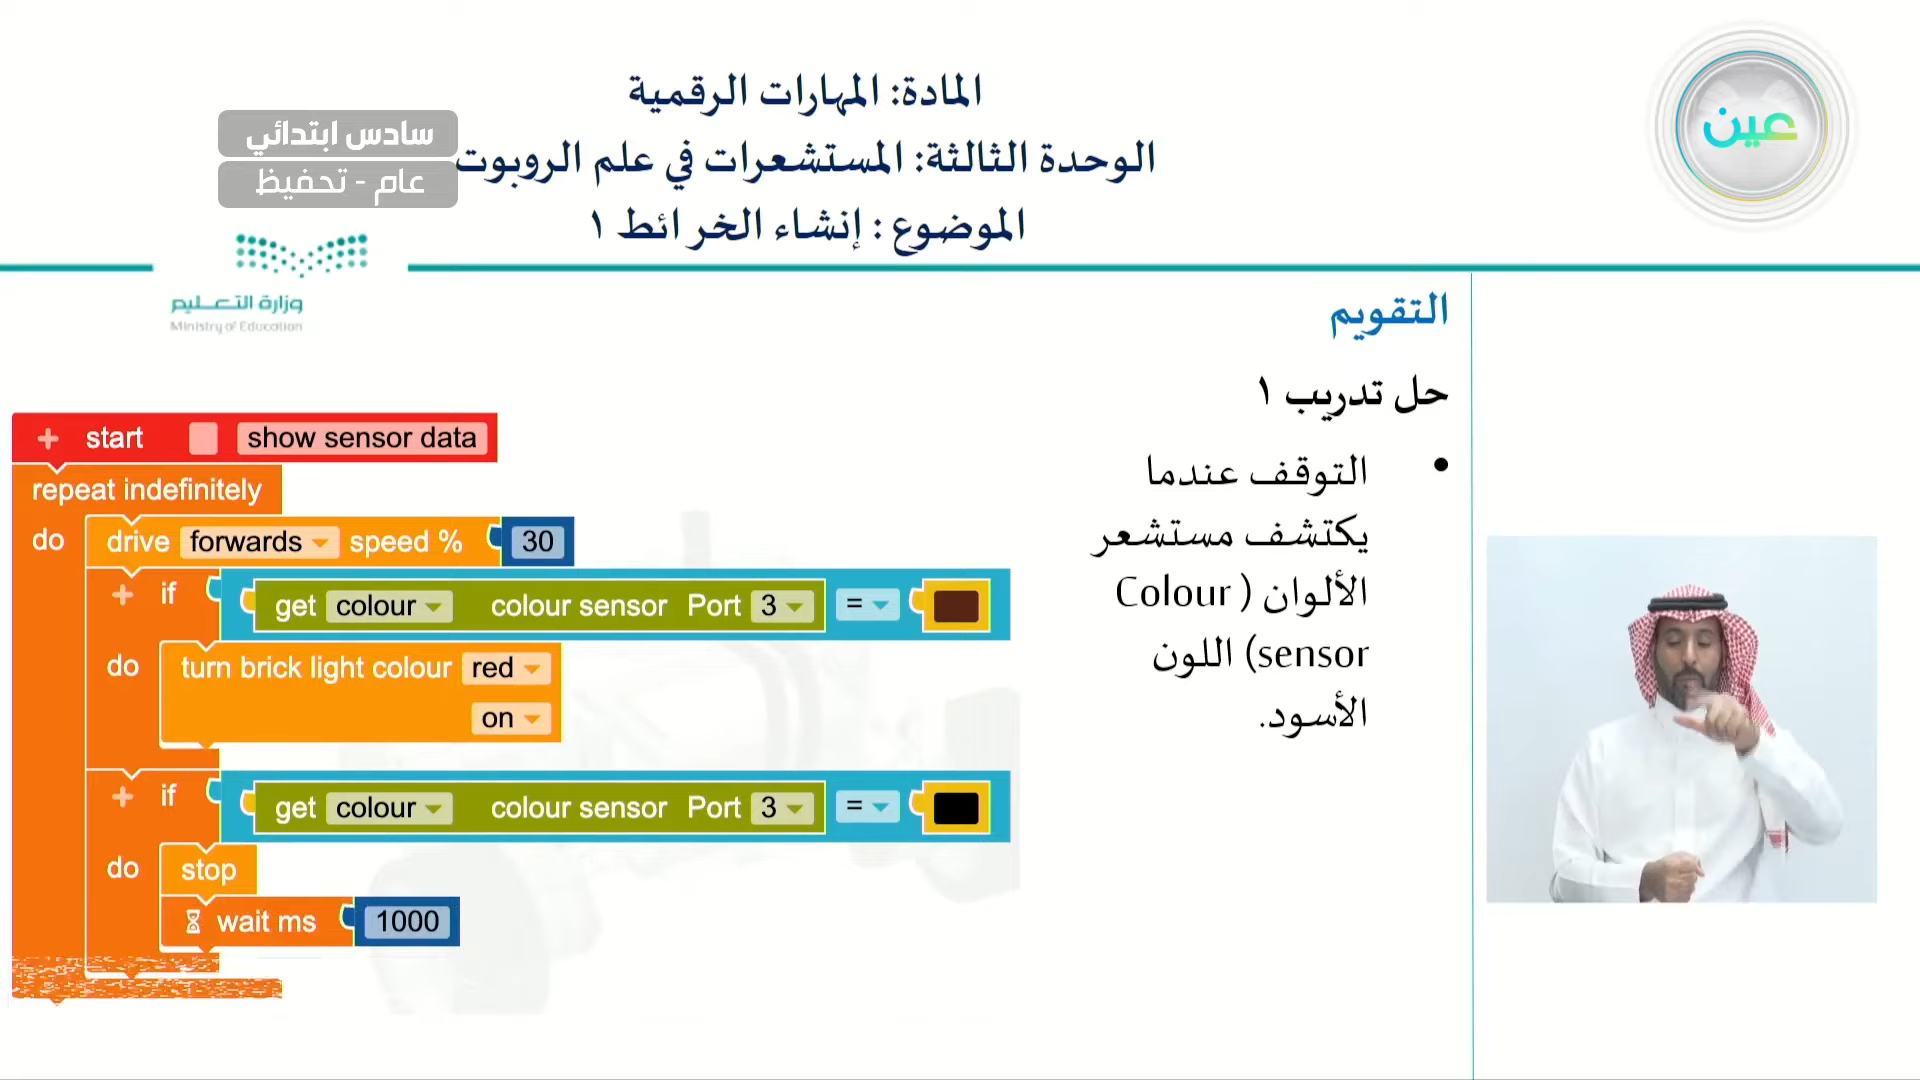 المادة: المهارات الرقمية
الوحدة الثالثة: المستشعرات في علم الروبوت
الموضوع : إنشاء الخرائط ١
عين
سادس ابتدائي
عام - تحفيظ
وزارة التعليم
Ministry of Education
التقويم
حل تدريب ١
• التوقف عندما
يكتشف مستشعر
الألوان ( Colour
sensor) اللون
الأسود.
+ start show sensor data
repeat indefinitely
do drive forwards speed % 30
+ if get colour colour sensor Port 3 =
do turn brick light colour red
on
+ if get colour colour sensor Port 3 =
do stop
wait ms 1000